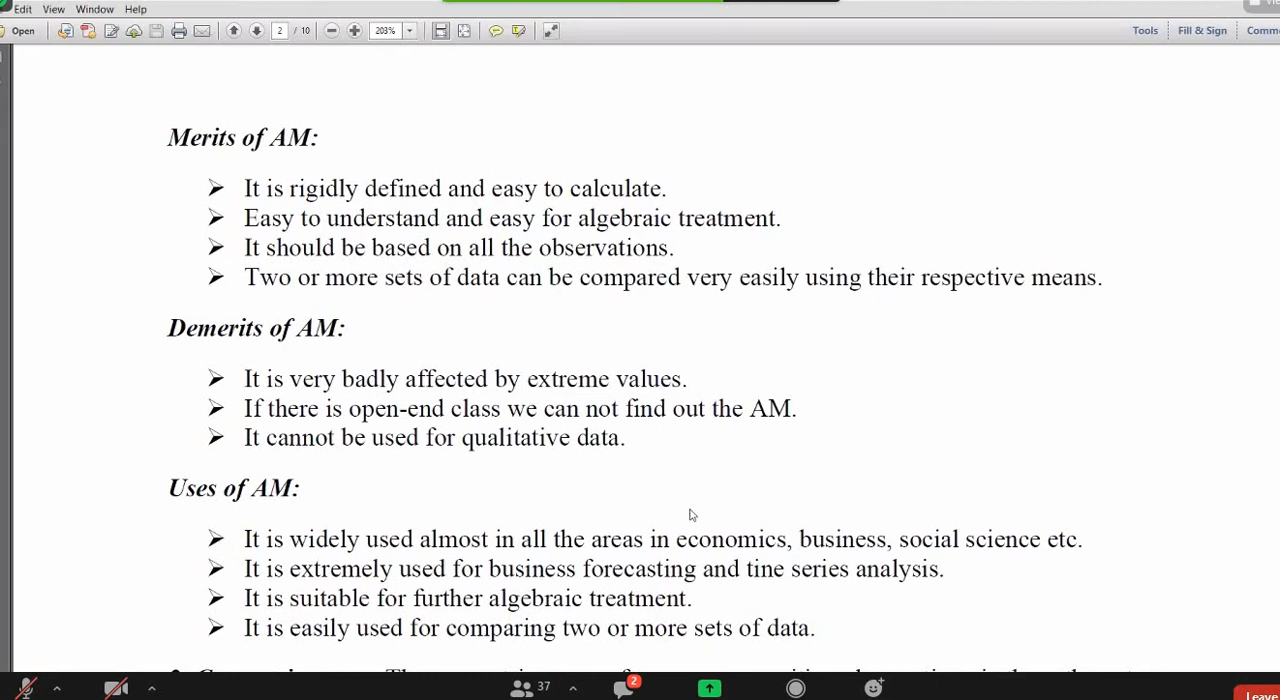 Edit View Window Help
Open 2 / 10 203% Tools Fill & Sign
Merits of AM:
➤ It is rigidly defined and easy to calculate.
➤ Easy to understand and easy for algebraic treatment.
➤ It should be based on all the observations.
➤ Two or more sets of data can be compared very easily using their respective means.
Demerits of AM:
➤ It is very badly affected by extreme values.
➤ If there is open-end class we can not find out the AM.
➤ It cannot be used for qualitative data.
Uses of AM:
➤ It is widely used almost in all the areas in economics, business, social science etc.
➤ It is extremely used for business forecasting and tine series analysis.
➤ It is suitable for further algebraic treatment.
➤ It is easily used for comparing two or more sets of data.
37 2 Leave